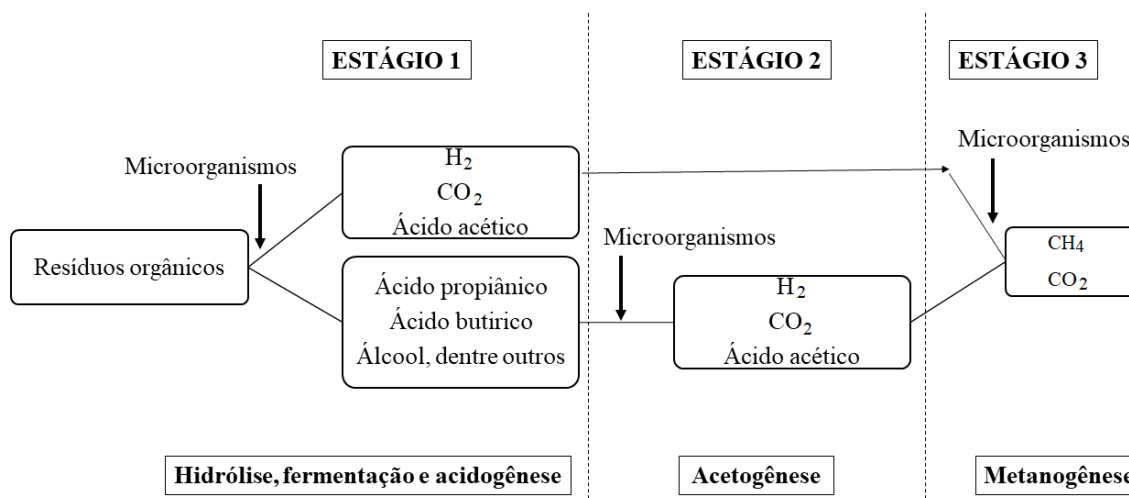 ESTÁGIO 1
ESTÁGIO 2
ESTÁGIO 3
Microorganismos
H₂
CO₂
Ácido acético
Microorganismos
Resíduos orgânicos
Microorganismos
Ácido propiânico
Ácido butirico
Álcool, dentre outros
H₂
CO₂
Ácido acético
CH₄
CO₂
Hidrólise, fermentação e acidogênese
Acetogênese
Metanogênese